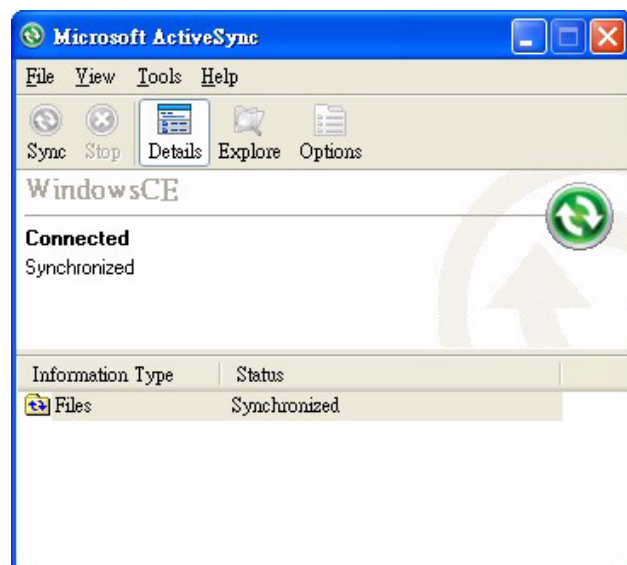 Microsoft ActiveSync
File View Tools Help
Sync Stop Details Explore Options
WindowsCE
Connected
Synchronized
Information Type Status
Files Synchronized